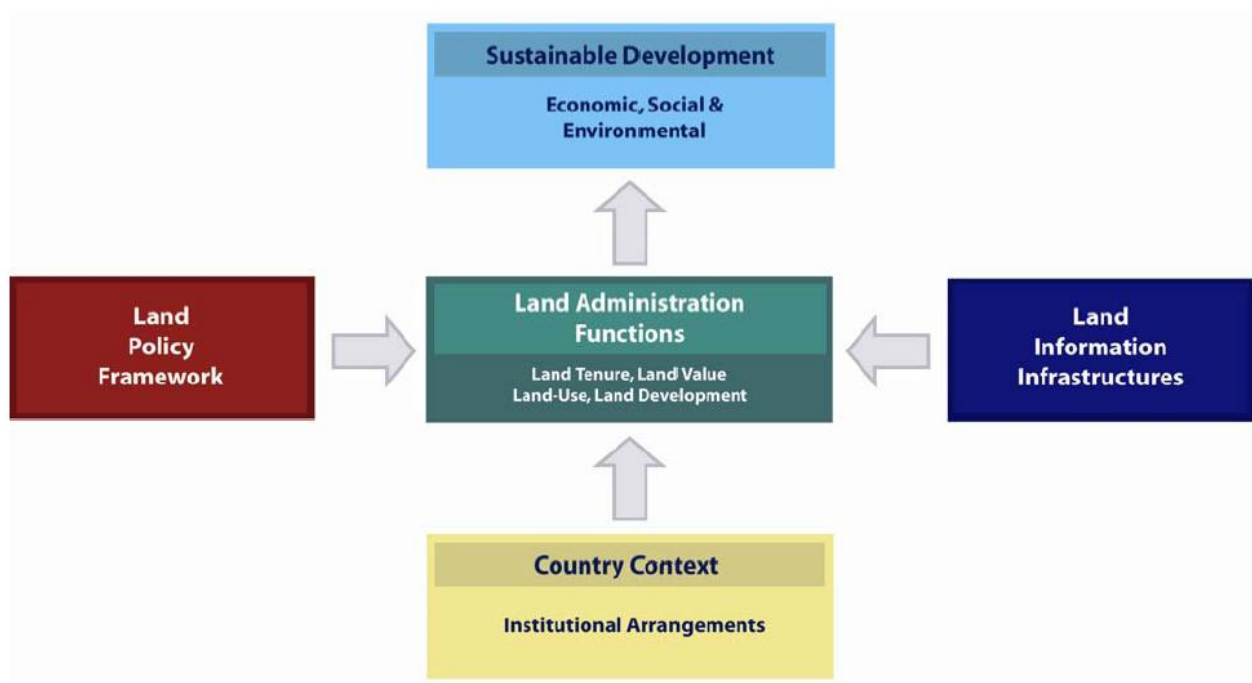 Sustainable Development
Economic, Social &
Environmental
Land
Policy
Framework
Land Administration
Functions
Land Tenure, Land Value
Land-Use, Land Development
Land
Information
Infrastructures
Country Context
Institutional Arrangements